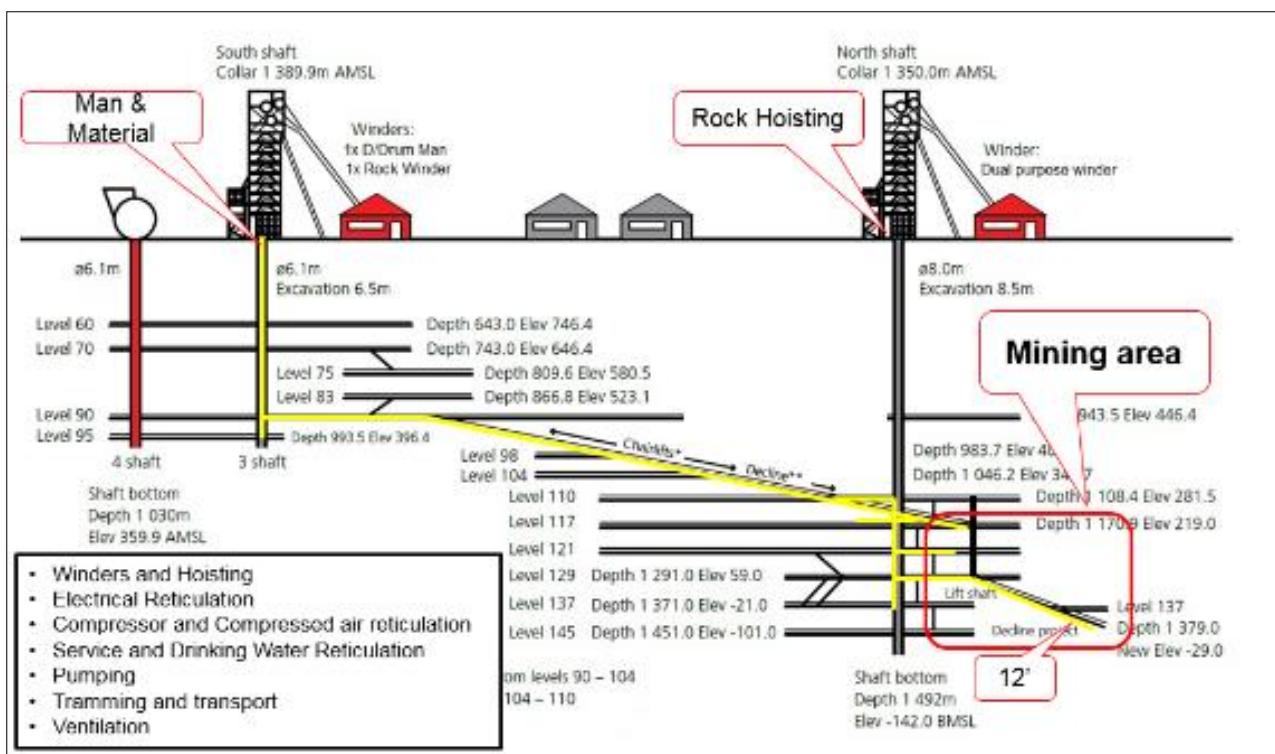 South shaft
Collar 1 389.9m AMSL
North shaft
Collar 1 350.0m AMSL
Man &
Material
Rock Hoisting
Winders:
1x D/Drum Man
1x Rock Winder
Winder:
Dual purpose winder
ø6.1m
ø6.1m
Excavation 6.5m
ø8.0m
Excavation 8.5m
Mining area
Level 60
Depth 643.0 Elev 746.4
Level 70
Depth 743.0 Elev 646.4
Level 75
Depth 809.6 Elev 580.5
Level 83
Depth 866.8 Elev 523.1
Level 90
943.5 Elev 446.4
Level 95
Depth 993.5 Elev 396.4
4 shaft
3 shaft
Chairlifts*
Decline**
Level 98
Depth 983.7 Elev
Level 104
Depth 1 046.2 Elev
Level 110
Depth 1 108.4 Elev 281.5
Level 117
Depth 1 170.9 Elev 219.0
Level 121
Level 129
Depth 1 291.0 Elev 59.0
Level 137
Depth 1 371.0 Elev -21.0
Level 145
Depth 1 451.0 Elev -101.0
Lift shaft
Decline project
Level 137
Depth 1 379.0
New Elev -29.0
12'
Shaft bottom
Depth 1 030m
Elev 359.9 AMSL
Shaft bottom
Depth 1 492m
Elev -142.0 BMSL
om levels 90 – 104
104 – 110
• Winders and Hoisting
• Electrical Reticulation
• Compressor and Compressed air reticulation
• Service and Drinking Water Reticulation
• Pumping
• Tramming and transport
• Ventilation